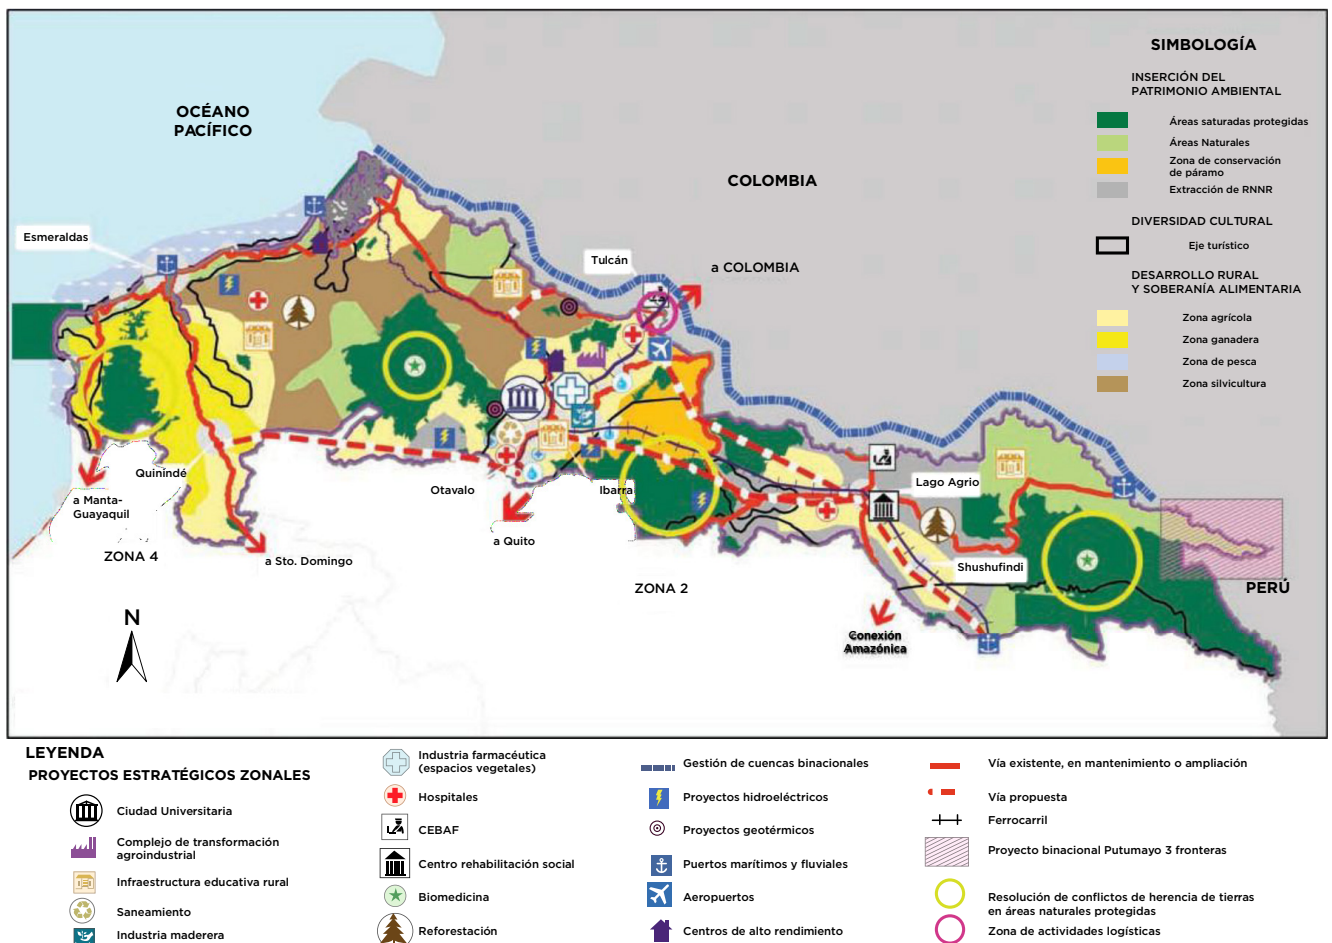 SIMBOLOGÍA
INSERCIÓN DEL
PATRIMONIO AMBIENTAL
Áreas saturadas protegidas
Áreas Naturales
Zona de conservación
de páramo
Extracción de RNNR
DIVERSIDAD CULTURAL
Eje turístico
DESARROLLO RURAL
Y SOBERANÍA ALIMENTARIA
Zona agrícola
Zona ganadera
Zona de pesca
Zona silvicultura
OCÉANO
PACÍFICO
COLOMBIA
Esmeraldas
Tulcán
a COLOMBIA
Quinindé
a Manta-
Guayaquil
ZONA 4
a Sto. Domingo
Otavalo
a Quito
Ibarra
ZONA 2
Lago Agrio
Shushufindi
PERÚ
Conexión
Amazónica
N
LEYENDA
PROYECTOS ESTRATÉGICOS ZONALES
Ciudad Universitaria
Complejo de transformación
agroindustrial
Infraestructura educativa rural
Saneamiento
Industria maderera
Industria farmacéutica
(espacios vegetales)
Hospitales
CEBAF
Centro rehabilitación social
Biomedicina
Reforestación
Gestión de cuencas binacionales
Proyectos hidroeléctricos
Proyectos geotérmicos
Puertos marítimos y fluviales
Aeropuertos
Centros de alto rendimiento
Vía existente, en mantenimiento o ampliación
Vía propuesta
Ferrocarril
Proyecto binacional Putumayo 3 fronteras
Resolución de conflictos de herencia de tierras
en áreas naturales protegidas
Zona de actividades logísticas